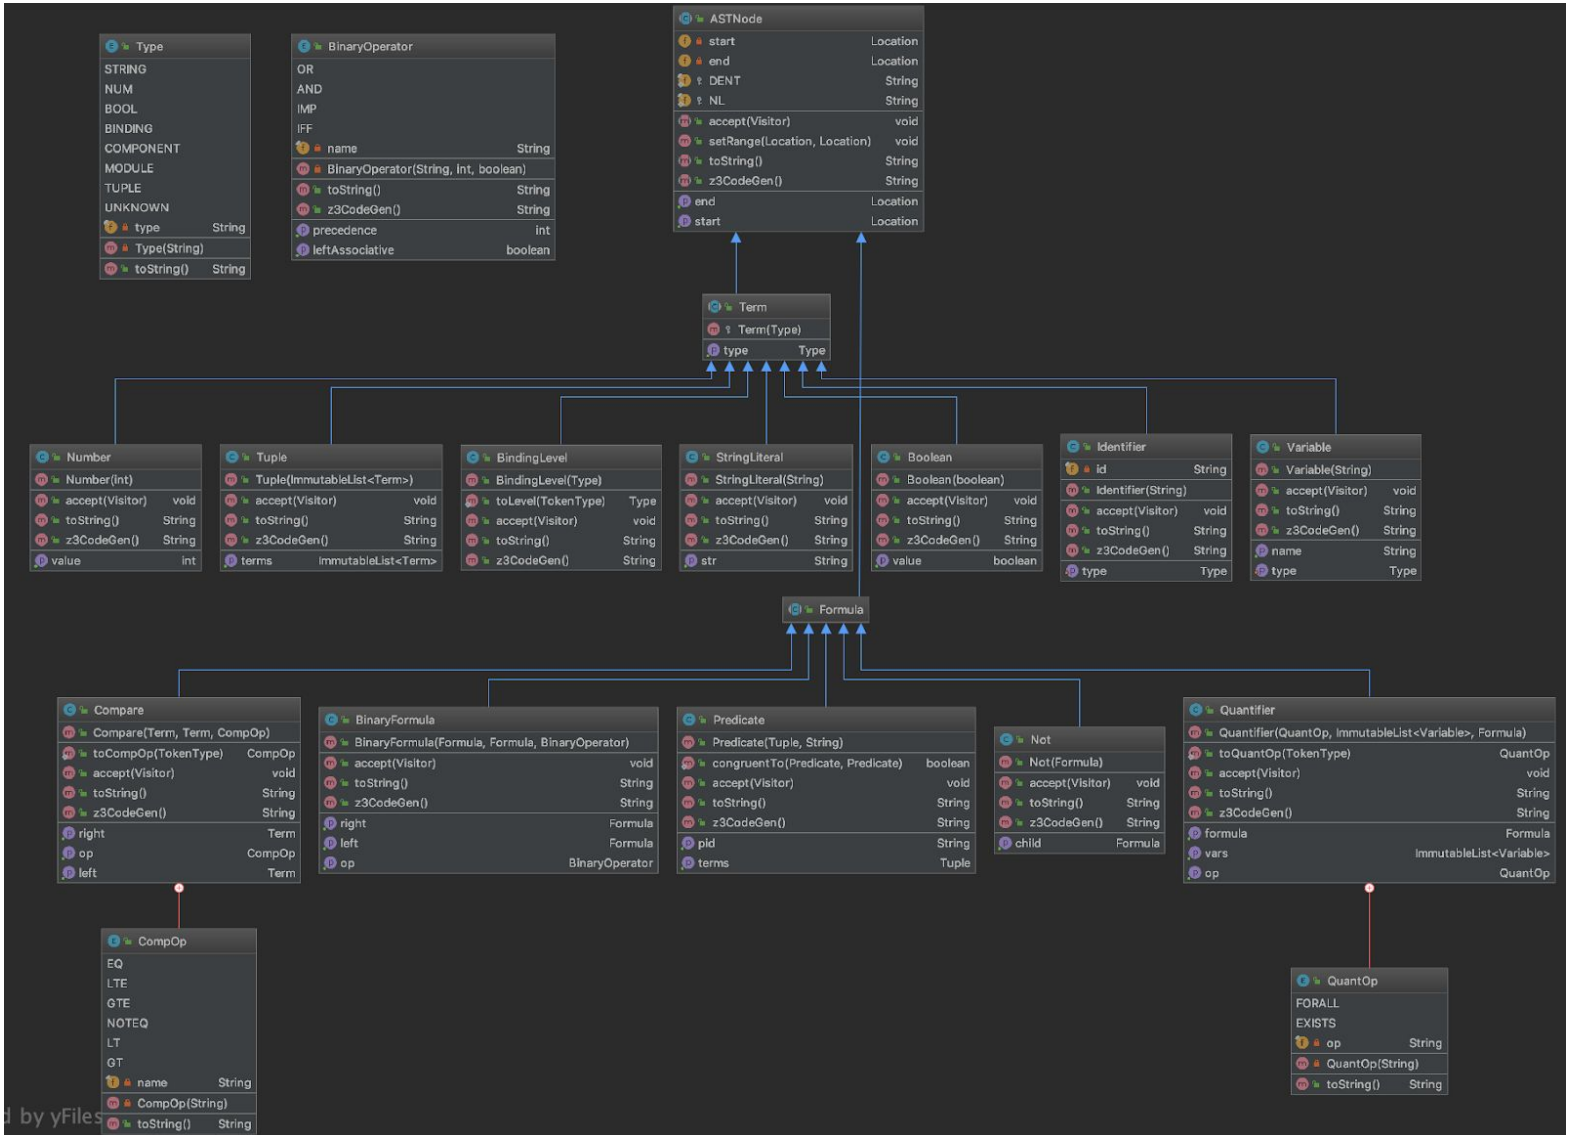 ASTNode
start Location
end Location
DENT String
NL String
accept(Visitor) void
setRange(Location, Location) void
toString() String
z3CodeGen() String
end Location
start Location
Type
STRING
NUM
BOOL
BINDING
COMPONENT
MODULE
TUPLE
UNKNOWN
type String
Type(String)
toString() String
BinaryOperator
OR
AND
IMP
IFF
name String
BinaryOperator(String, int, boolean)
toString() String
z3CodeGen() String
precedence int
leftAssociative boolean
Term
Term(Type)
type Type
Number
Number(int)
accept(Visitor) void
toString() String
z3CodeGen() String
value int
Tuple
Tuple(ImmutableList<Term>)
accept(Visitor) void
toString() String
z3CodeGen() String
terms ImmutableList<Term>
BindingLevel
BindingLevel(Type)
toLevel(TokenType) Type
accept(Visitor) void
toString() String
z3CodeGen() String
StringLiteral
StringLiteral(String)
accept(Visitor) void
toString() String
z3CodeGen() String
str String
Boolean
Boolean(boolean)
accept(Visitor) void
toString() String
z3CodeGen() String
value boolean
Identifier
id String
Identifier(String)
accept(Visitor) void
toString() String
z3CodeGen() String
type Type
Variable
Variable(String)
accept(Visitor) void
toString() String
z3CodeGen() String
name String
type Type
Formula
Compare
Compare(Term, Term, CompOp)
toCompOp(TokenType) CompOp
accept(Visitor) void
toString() String
z3CodeGen() String
right Term
op CompOp
left Term
BinaryFormula
BinaryFormula(Formula, Formula, BinaryOperator)
accept(Visitor) void
toString() String
z3CodeGen() String
right Formula
left Formula
op BinaryOperator
Predicate
Predicate(Tuple, String)
congruentTo(Predicate, Predicate) boolean
accept(Visitor) void
toString() String
z3CodeGen() String
pid String
terms Tuple
Not
Not(Formula)
accept(Visitor) void
toString() String
z3CodeGen() String
child Formula
Quantifier
Quantifier(QuantOp, ImmutableList<Variable>, Formula)
toQuantOp(TokenType) QuantOp
accept(Visitor) void
toString() String
z3CodeGen() String
formula Formula
vars ImmutableList<Variable>
op QuantOp
CompOp
EQ
LTE
GTE
NOTEQ
LT
GT
name String
CompOp(String)
toString() String
QuantOp
FORALL
EXISTS
op String
QuantOp(String)
toString() String
d by yFiles